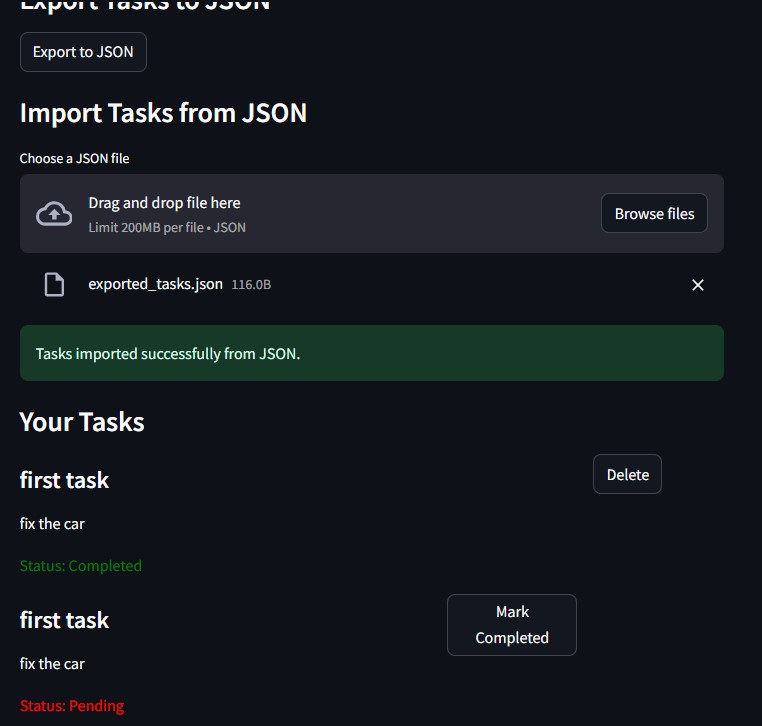 Export Tasks to JSON
Export to JSON
Import Tasks from JSON
Choose a JSON file
Drag and drop file here
Limit 200MB per file • JSON
Browse files
exported_tasks.json 116.0B
Tasks imported successfully from JSON.
Your Tasks
first task
Delete
fix the car
Status: Completed
first task
Mark
Completed
fix the car
Status: Pending